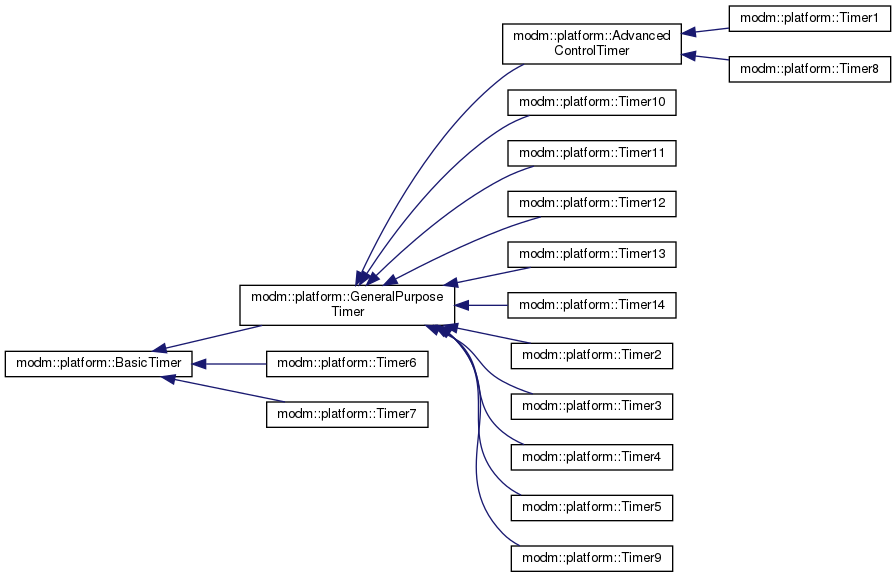 modm::platform::Timer1
modm::platform::Advanced
ControlTimer
modm::platform::Timer8
modm::platform::Timer10
modm::platform::Timer11
modm::platform::Timer12
modm::platform::Timer13
modm::platform::GeneralPurpose
Timer
modm::platform::Timer14
modm::platform::Timer2
modm::platform::BasicTimer
modm::platform::Timer6
modm::platform::Timer3
modm::platform::Timer7
modm::platform::Timer4
modm::platform::Timer5
modm::platform::Timer9